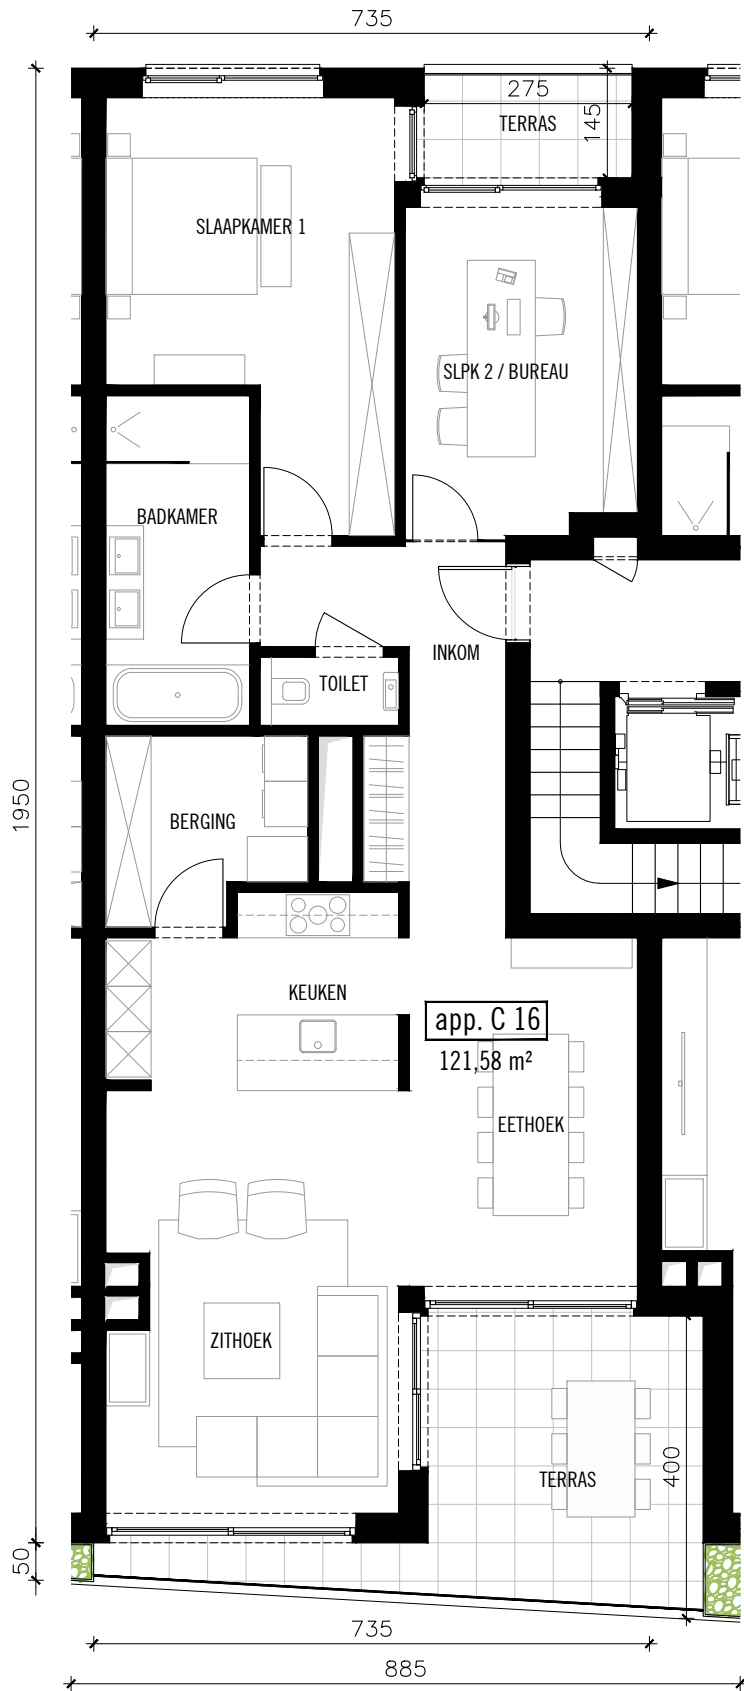 735
275
TERRAS
145
SLAAPKAMER 1
SLPK 2 / BUREAU
BADKAMER
INKOM
TOILET
1950
BERGING
KEUKEN
app. C 16
121,58 m²
EETHOEK
ZITHOEK
TERRAS
400
50
735
885